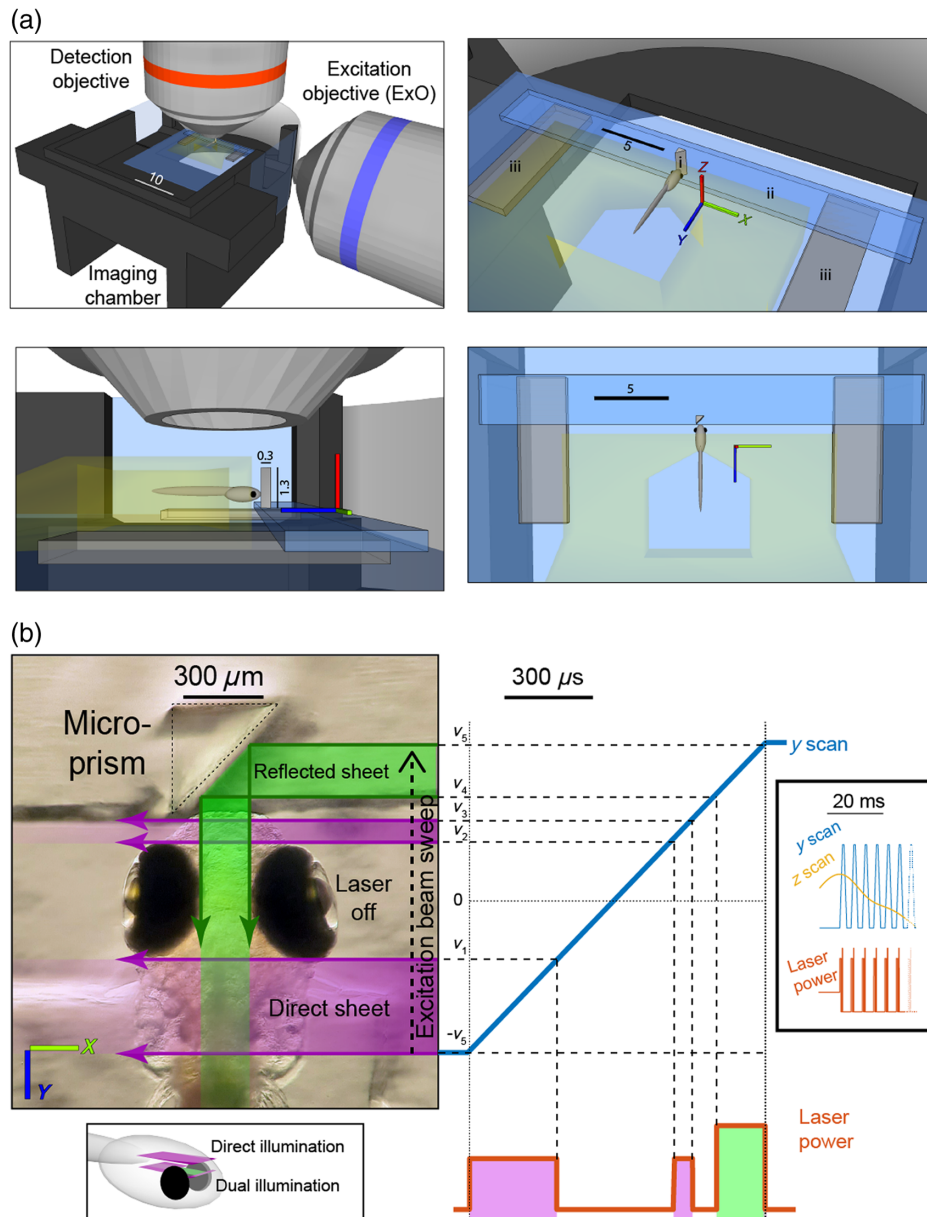 (a)
Detection
objective
Excitation
objective (ExO)
10
Imaging
chamber
5
i
ii
iii
iii
Z
X
Y
0.3
1.3
5
(b)
300 μm
Micro-
prism
Reflected sheet
Laser
off
Direct sheet
Excitation beam sweep
X
Y
Direct illumination
Dual illumination
300 μs
v5
y scan
v4
v3
v2
0
v1
-v5
Laser
power
20 ms
y scan
z scan
Laser
power